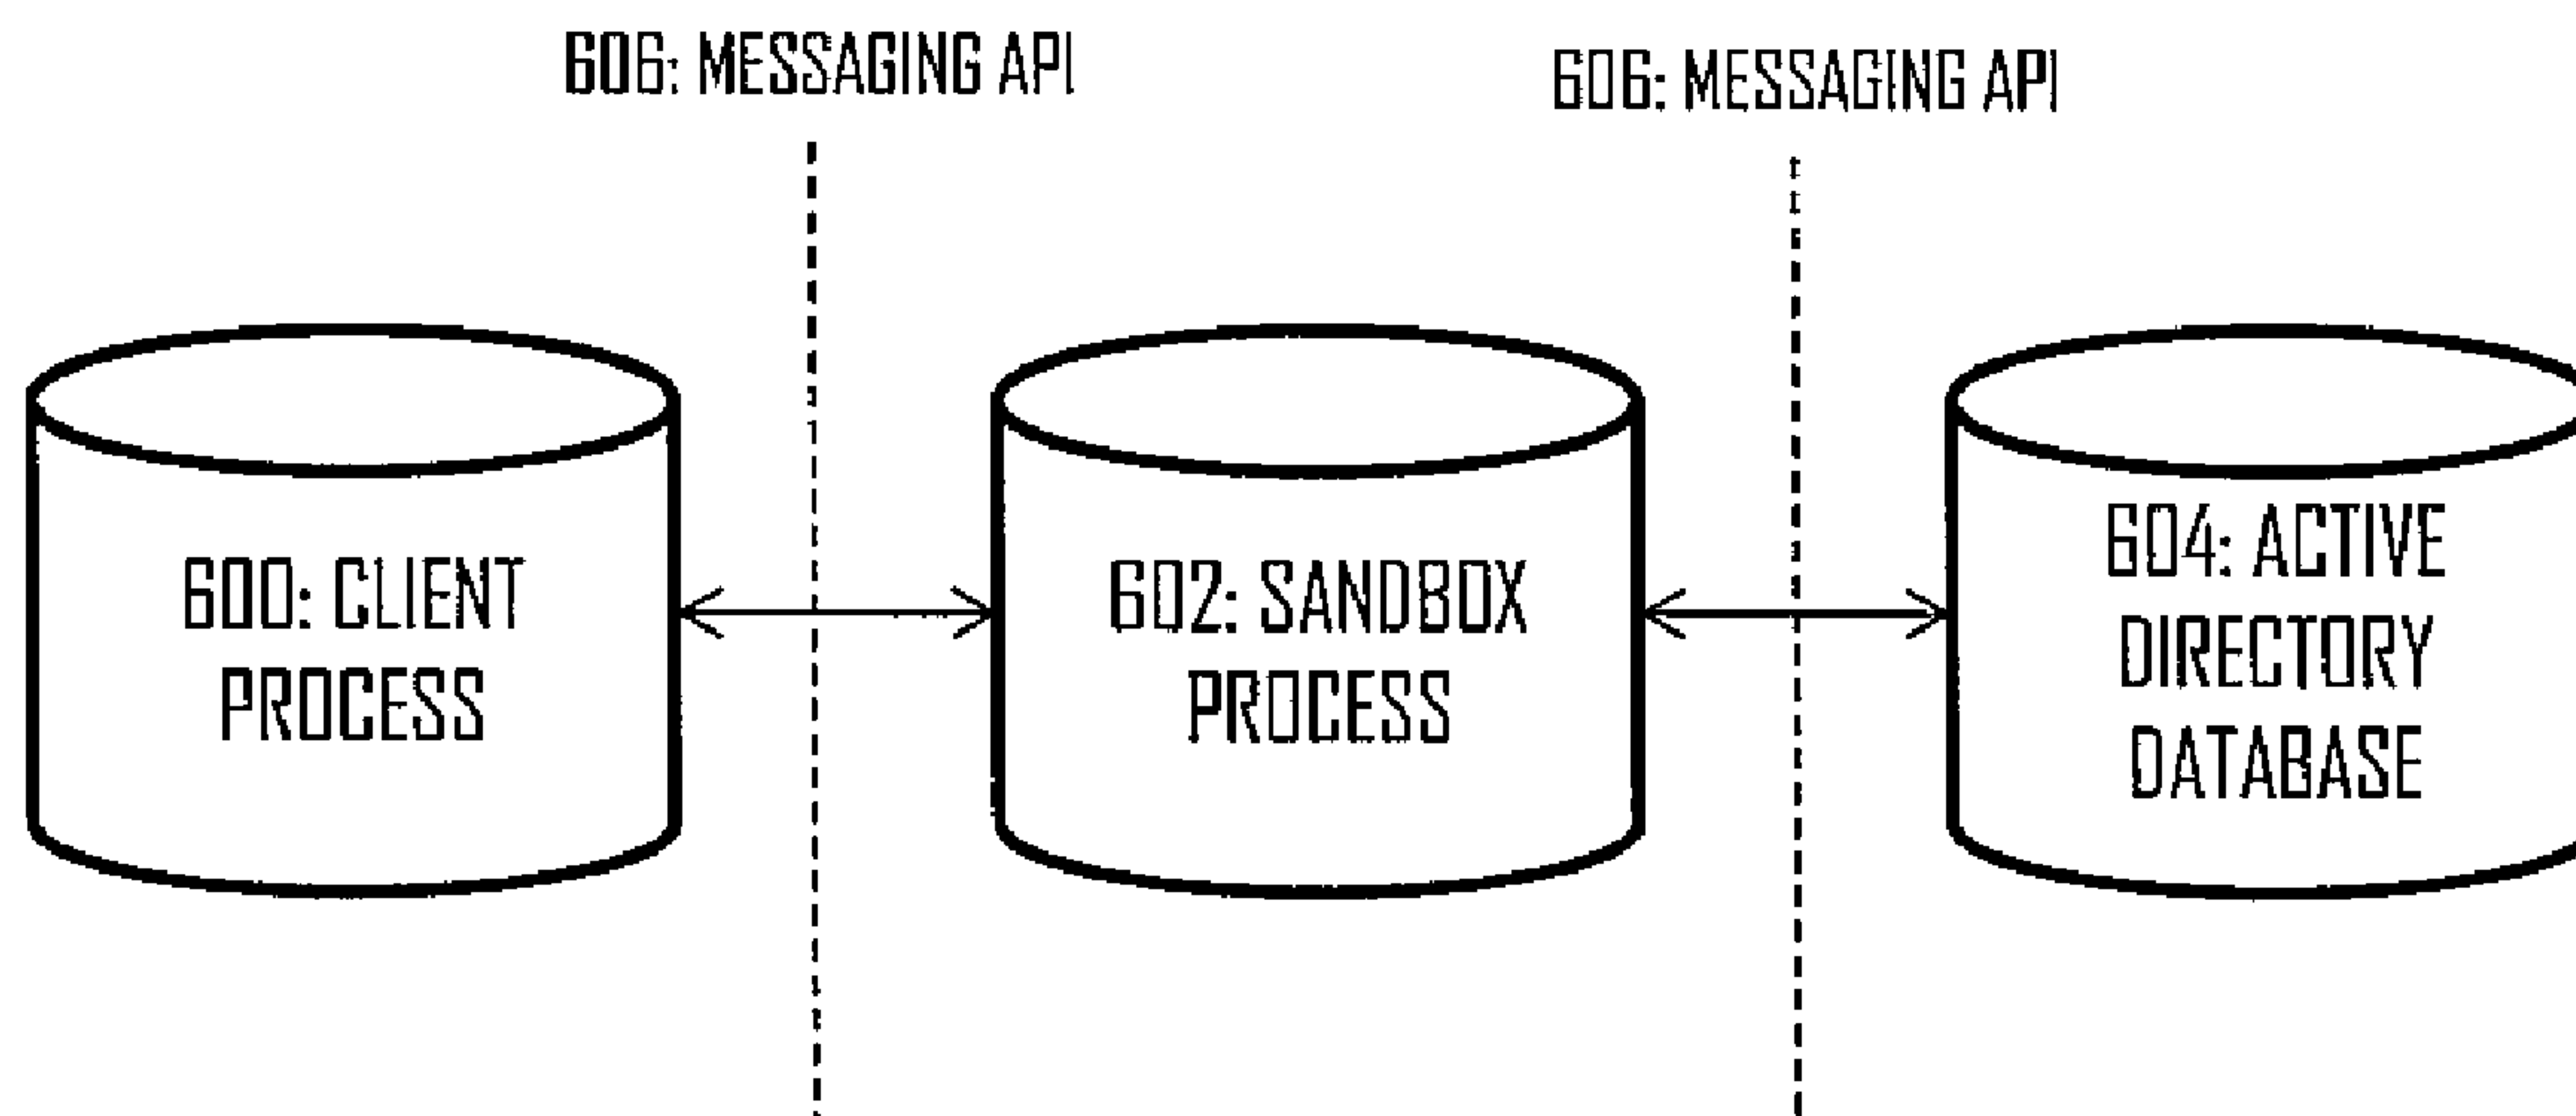 606: MESSAGING API
606: MESSAGING API
600: CLIENT
PROCESS
602: SANDBOX
PROCESS
604: ACTIVE
DIRECTORY
DATABASE